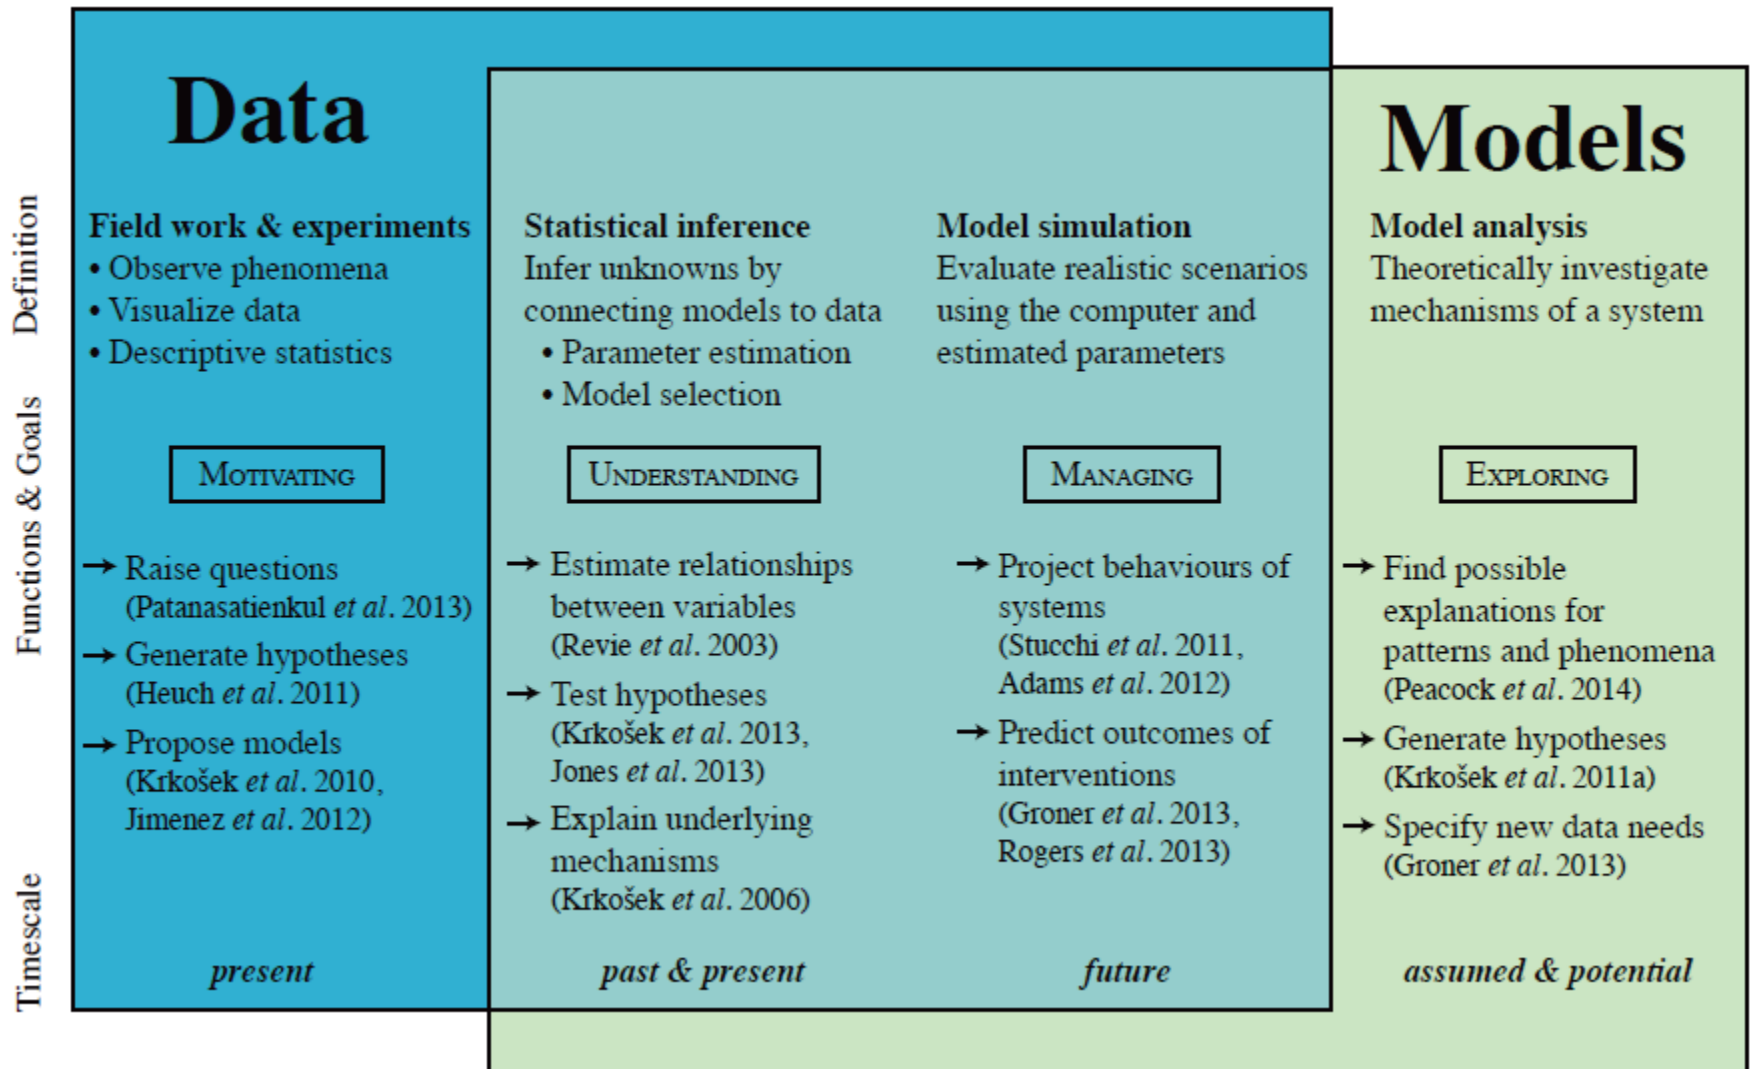 Data
Models
Definition
Field work & experiments
• Observe phenomena
• Visualize data
• Descriptive statistics
Statistical inference
Infer unknowns by
connecting models to data
• Parameter estimation
• Model selection
Model simulation
Evaluate realistic scenarios
using the computer and
estimated parameters
Model analysis
Theoretically investigate
mechanisms of a system
Functions & Goals
MOTIVATING
→ Raise questions
(Patanasatienkul et al. 2013)
→ Generate hypotheses
(Heuch et al. 2011)
→ Propose models
(Krkošek et al. 2010,
Jimenez et al. 2012)
UNDERSTANDING
→ Estimate relationships
between variables
(Revie et al. 2003)
→ Test hypotheses
(Krkošek et al. 2013,
Jones et al. 2013)
→ Explain underlying
mechanisms
(Krkošek et al. 2006)
MANAGING
→ Project behaviours of
systems
(Stucchi et al. 2011,
Adams et al. 2012)
→ Predict outcomes of
interventions
(Groner et al. 2013,
Rogers et al. 2013)
EXPLORING
→ Find possible
explanations for
patterns and phenomena
(Peacock et al. 2014)
→ Generate hypotheses
(Krkošek et al. 2011a)
→ Specify new data needs
(Groner et al. 2013)
Timescale
present
past & present
future
assumed & potential